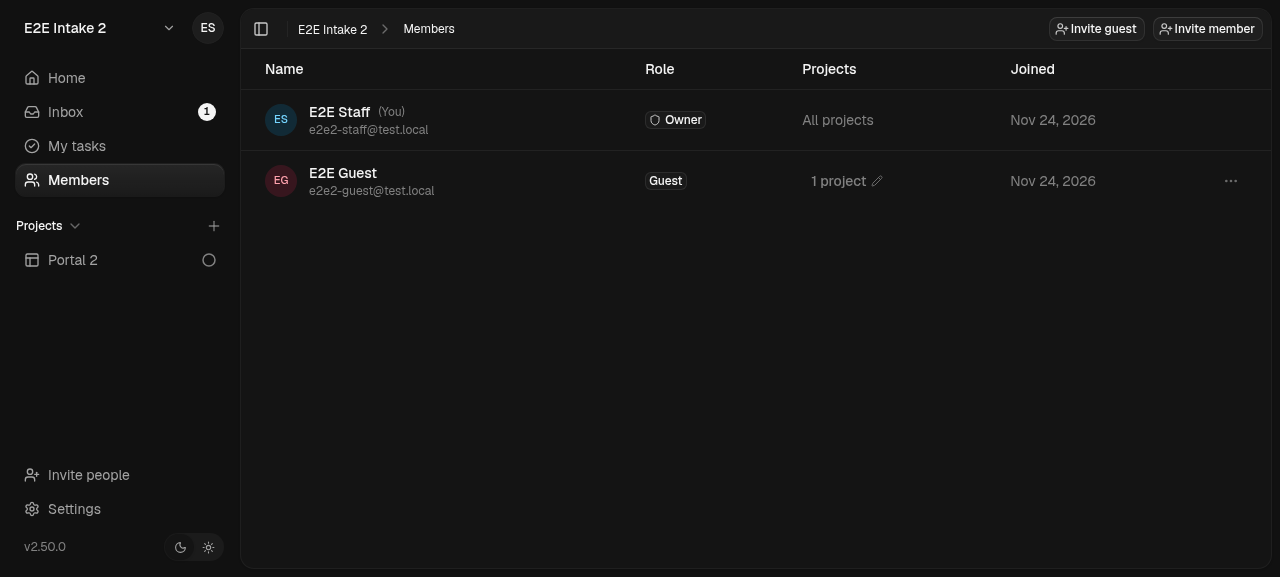 E2E Intake 2
ES
Home
Inbox
1
My tasks
Members
Projects
Portal 2
Invite people
Settings
v2.50.0
E2E Intake 2
Members
Invite guest
Invite member
Name
Role
Projects
Joined
ES
E2E Staff (You)
e2e2-staff@test.local
Owner
All projects
Nov 24, 2026
EG
E2E Guest
e2e2-guest@test.local
Guest
1 project
Nov 24, 2026